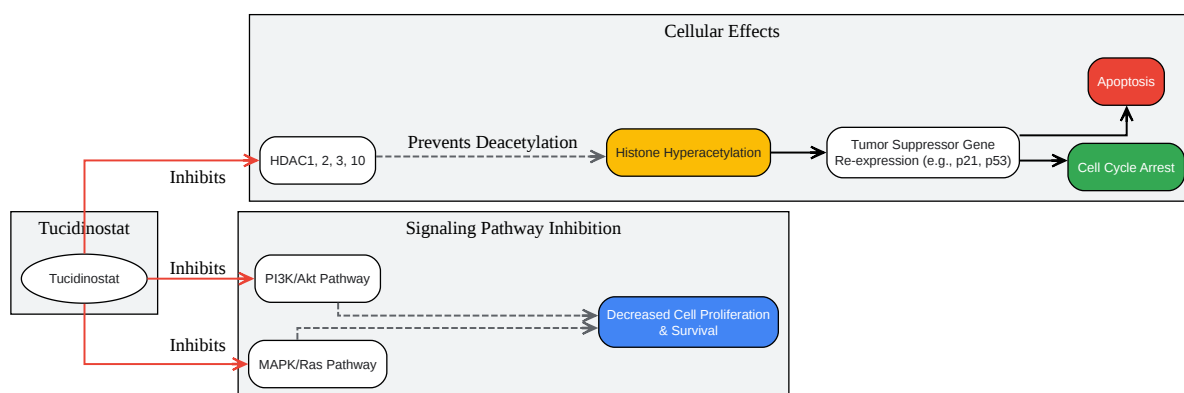 Cellular Effects
Apoptosis
HDAC1, 2, 3, 10
Prevents Deacetylation
Histone Hyperacetylation
Tumor Suppressor Gene
Re-expression (e.g., p21, p53)
Cell Cycle Arrest
Inhibits
Tucidinostat
Tucidinostat
Signaling Pathway Inhibition
Inhibits
PI3K/Akt Pathway
Decreased Cell Proliferation
& Survival
Inhibits
MAPK/Ras Pathway